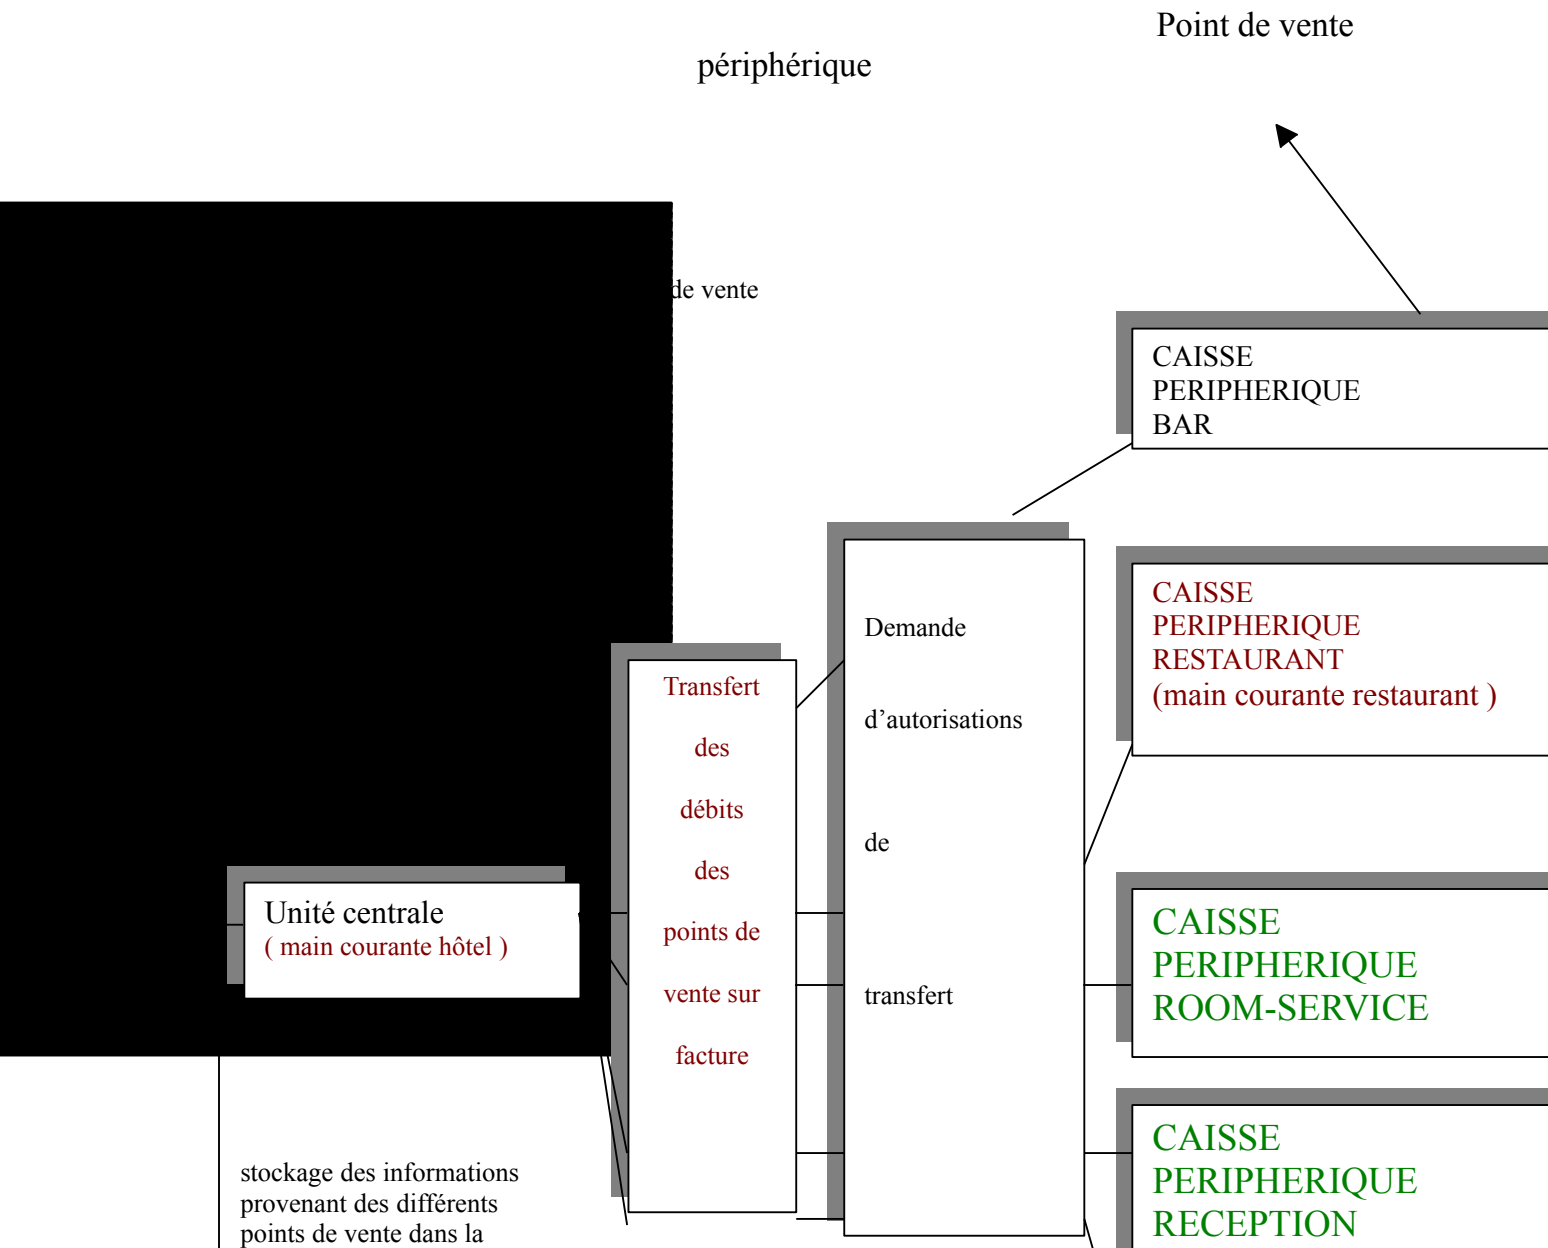 Point de vente
périphérique
de vente
CAISSE
PERIPHERIQUE
BAR
CAISSE
PERIPHERIQUE
RESTAURANT
(main courante restaurant )
Demande
d’autorisations
de
transfert
Transfert
des
débits
des
points de
vente sur
facture
Unité centrale
( main courante hôtel )
CAISSE
PERIPHERIQUE
ROOM-SERVICE
CAISSE
PERIPHERIQUE
RECEPTION
stockage des informations
provenant des différents
points de vente dans la